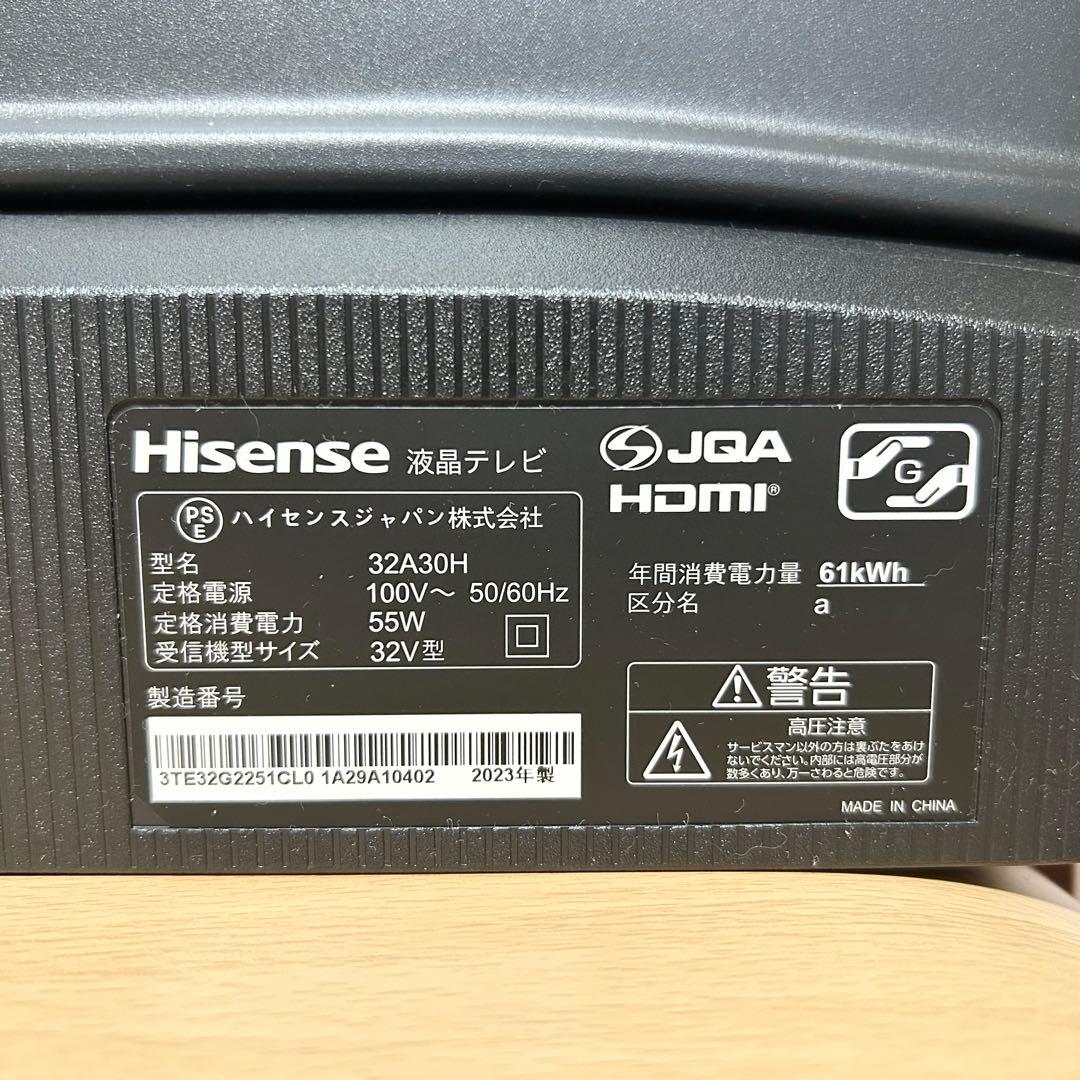 Hisense 液晶テレビ
PS
E
ハイセンスジャパン株式会社
型名 32A30H
定格電源 100V～ 50/60Hz
定格消費電力 55W
受信機型サイズ 32V型
製造番号
3TE32G2251CL0 1A29A10402 2023年製
JQA
HDMI®
G
年間消費電力量 61kWh
区分名 a
警告
高圧注意
サービスマン以外の方は裏ぶたをあけ
ないでください。内部には高電圧部分が
数多くあり、万一さわると危険です。
MADE IN CHINA